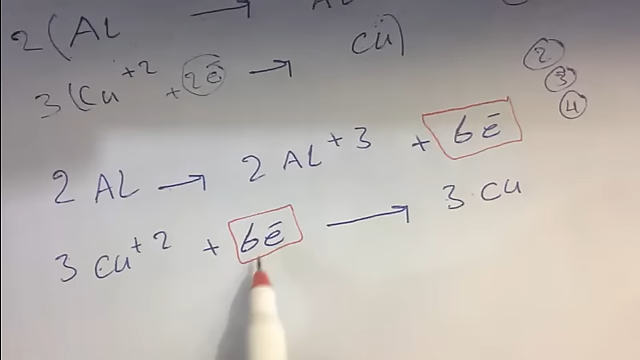 2(AL → AL
3(Cu+2 + 2ē → Cu)
2
3
4
2 AL → 2 AL+3 + 6ē
3 Cu+2 + 6ē → 3 Cu